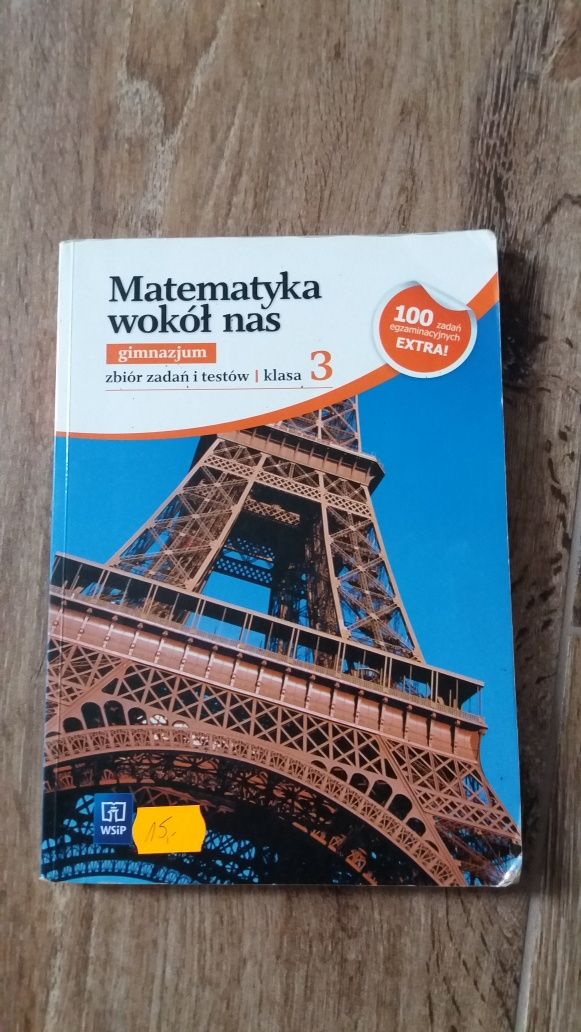 Matematyka
wokół nas
gimnazjum
zbiór zadań i testów | klasa 3
100 zadań
egzaminacyjnych
EXTRA!
WSiP
15,-